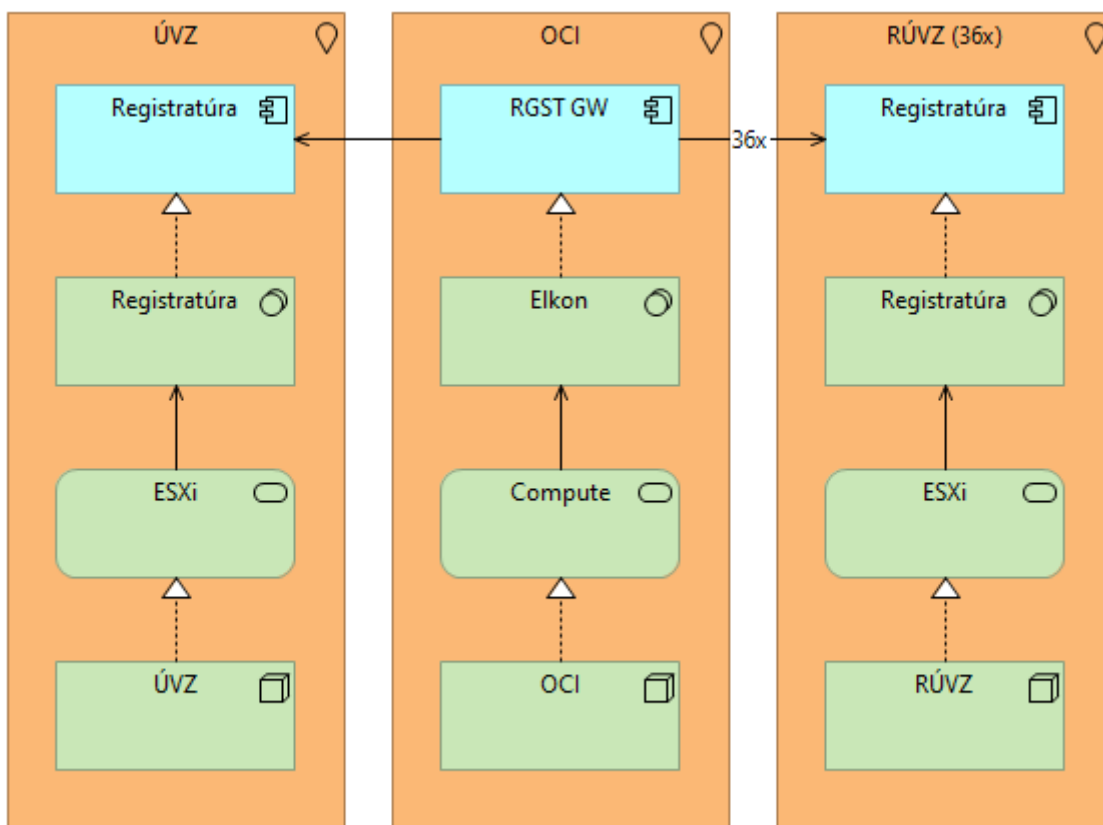 ÚVZ
OCI
RÚVZ (36x)
Registratúra
RGST GW
Registratúra
36x
Registratúra
Elkon
Registratúra
ESXi
Compute
ESXi
ÚVZ
OCI
RÚVZ